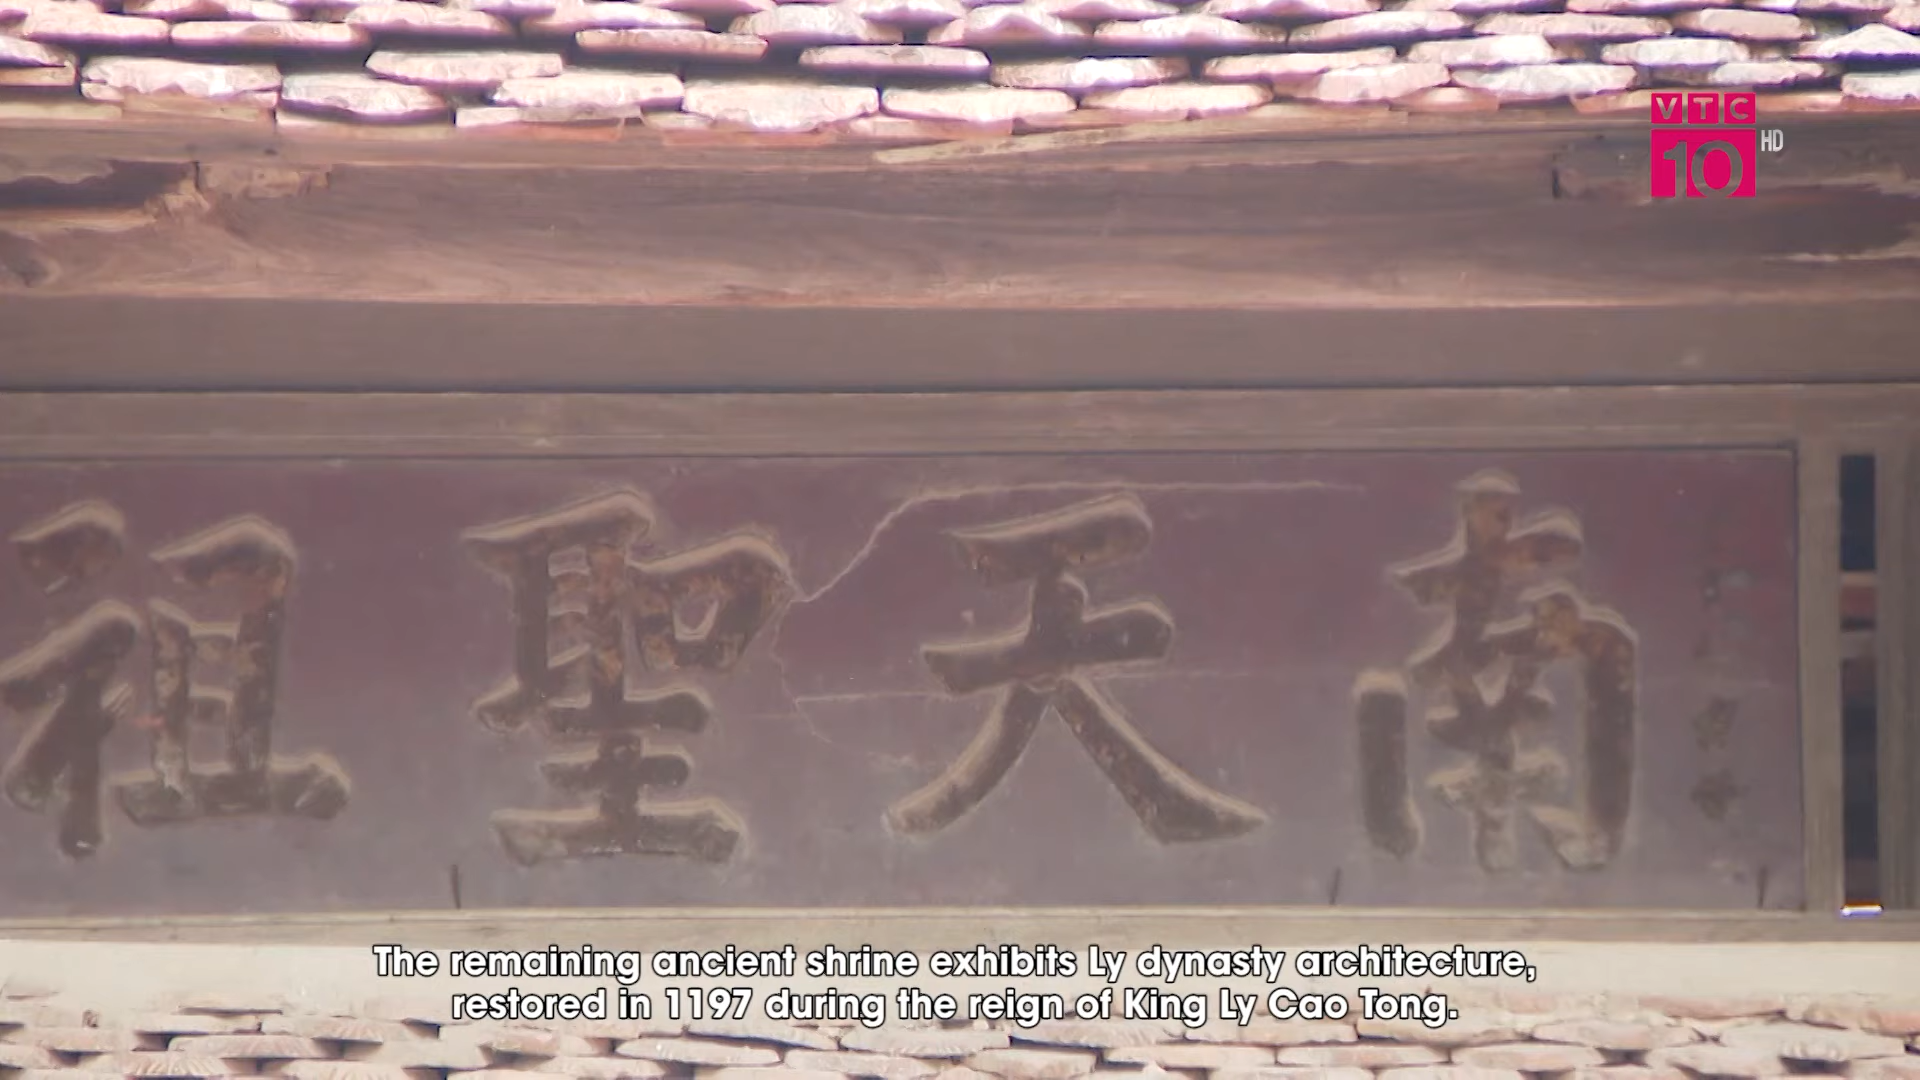 VTC
10 HD
南天聖祖
The remaining ancient shrine exhibits Ly dynasty architecture,
restored in 1197 during the reign of King Ly Cao Tong.